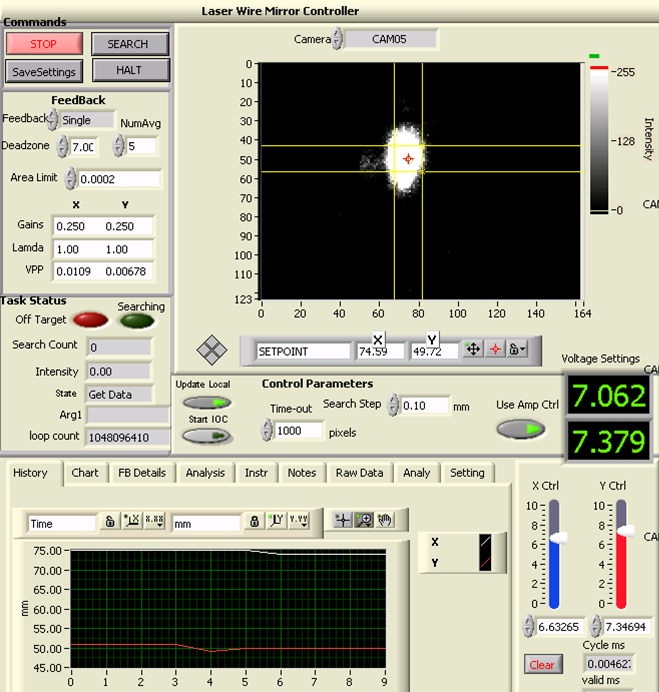 Laser Wire Mirror Controller
Commands
STOP SEARCH
SaveSettings HALT
Camera CAM05
FeedBack
Feedback Single NumAvg
Deadzone 7.00 5
Area Limit 0.0002
X Y
Gains 0.250 0.250
Lamda 1.00 1.00
VPP 0.0109 0.00678
0
10
20
30
40
50
60
70
80
90
100
110
123
0 20 40 60 80 100 120 140 164
-255
-128
-0
Intensity
CAM
Task Status
Searching
Off Target
Search Count 0
Intensity 0.00
State Get Data
Arg1
loop count 1048096410
X Y
SETPOINT 74.59 49.72
Voltage Settings
CAM
7.062
7.379
Update Local
Start IOC
Control Parameters
Time-out Search Step 0.10 mm
1000 pixels
Use Amp Ctrl
History Chart FB Details Analysis Instr Notes Raw Data Analy Setting
Time X.XX mm Y.YY
X
Y
75.00
70.00
65.00
60.00
55.00
50.00
45.00
mm
0 1 2 3 4 5 6 7 8 9
X Ctrl Y Ctrl
10 10
8 8
6 6
4 4
2 2
0 0
CAM
6.63265 7.34694
Cycle ms
Clear 0.00462
valid ms